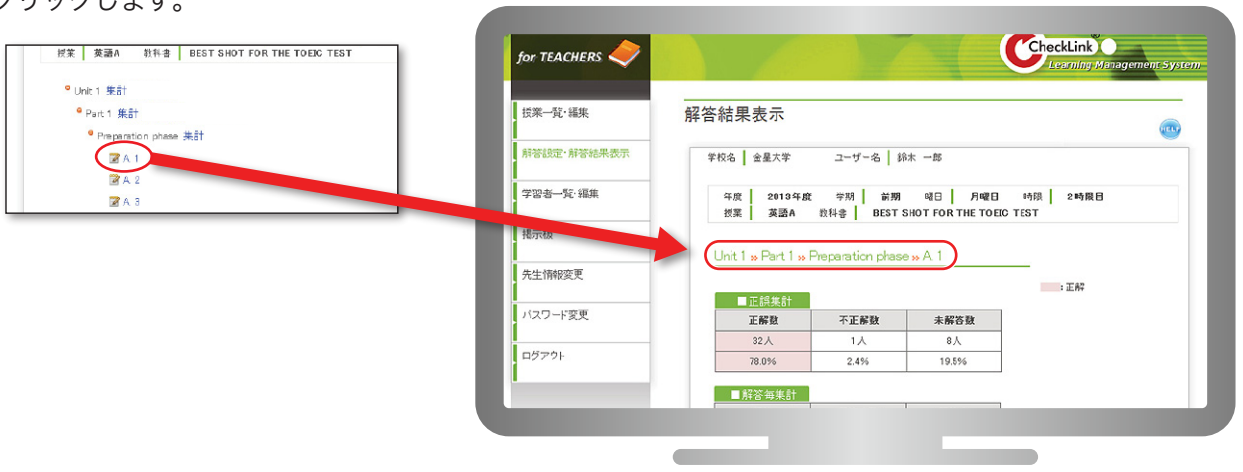 クリックします。
授業 英語A 教科書 BEST SHOT FOR THE TOEIC TEST
Unit 1 集計
Part 1 集計
Preparation phase 集計
A. 1
A. 2
A. 3
for TEACHERS
CheckLink ®
Learning Management System
授業一覧・編集
解答設定・解答結果表示
学習者一覧・編集
掲示板
先生情報変更
パスワード変更
ログアウト
解答結果表示
HELP
学校名 金星大学 ユーザー名 鈴木 一郎
年度 2013年度 学期 前期 曜日 月曜日 時限 2時限目
授業 英語A 教科書 BEST SHOT FOR THE TOEIC TEST
Unit 1 » Part 1 » Preparation phase » A. 1
:正解
■正誤集計
正解数 不正解数 未解答数
32人 1人 8人
78.0% 2.4% 19.5%
■解答毎集計